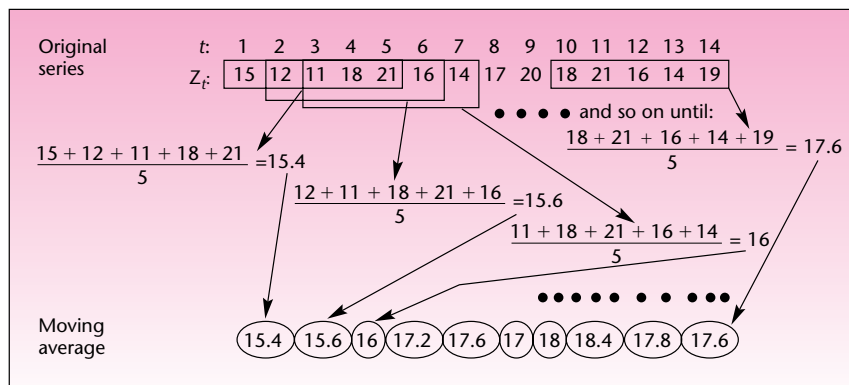 Original series t: 1 2 3 4 5 6 7 8 9 10 11 12 13 14
Zt: 15 12 11 18 21 16 14 17 20 18 21 16 14 19
and so on until:
15 + 12 + 11 + 18 + 21
5
=15.4
12 + 11 + 18 + 21 + 16
5
=15.6
11 + 18 + 21 + 16 + 14
5
= 16
18 + 21 + 16 + 14 + 19
5
= 17.6
Moving average
15.4 15.6 16 17.2 17.6 17 18 18.4 17.8 17.6